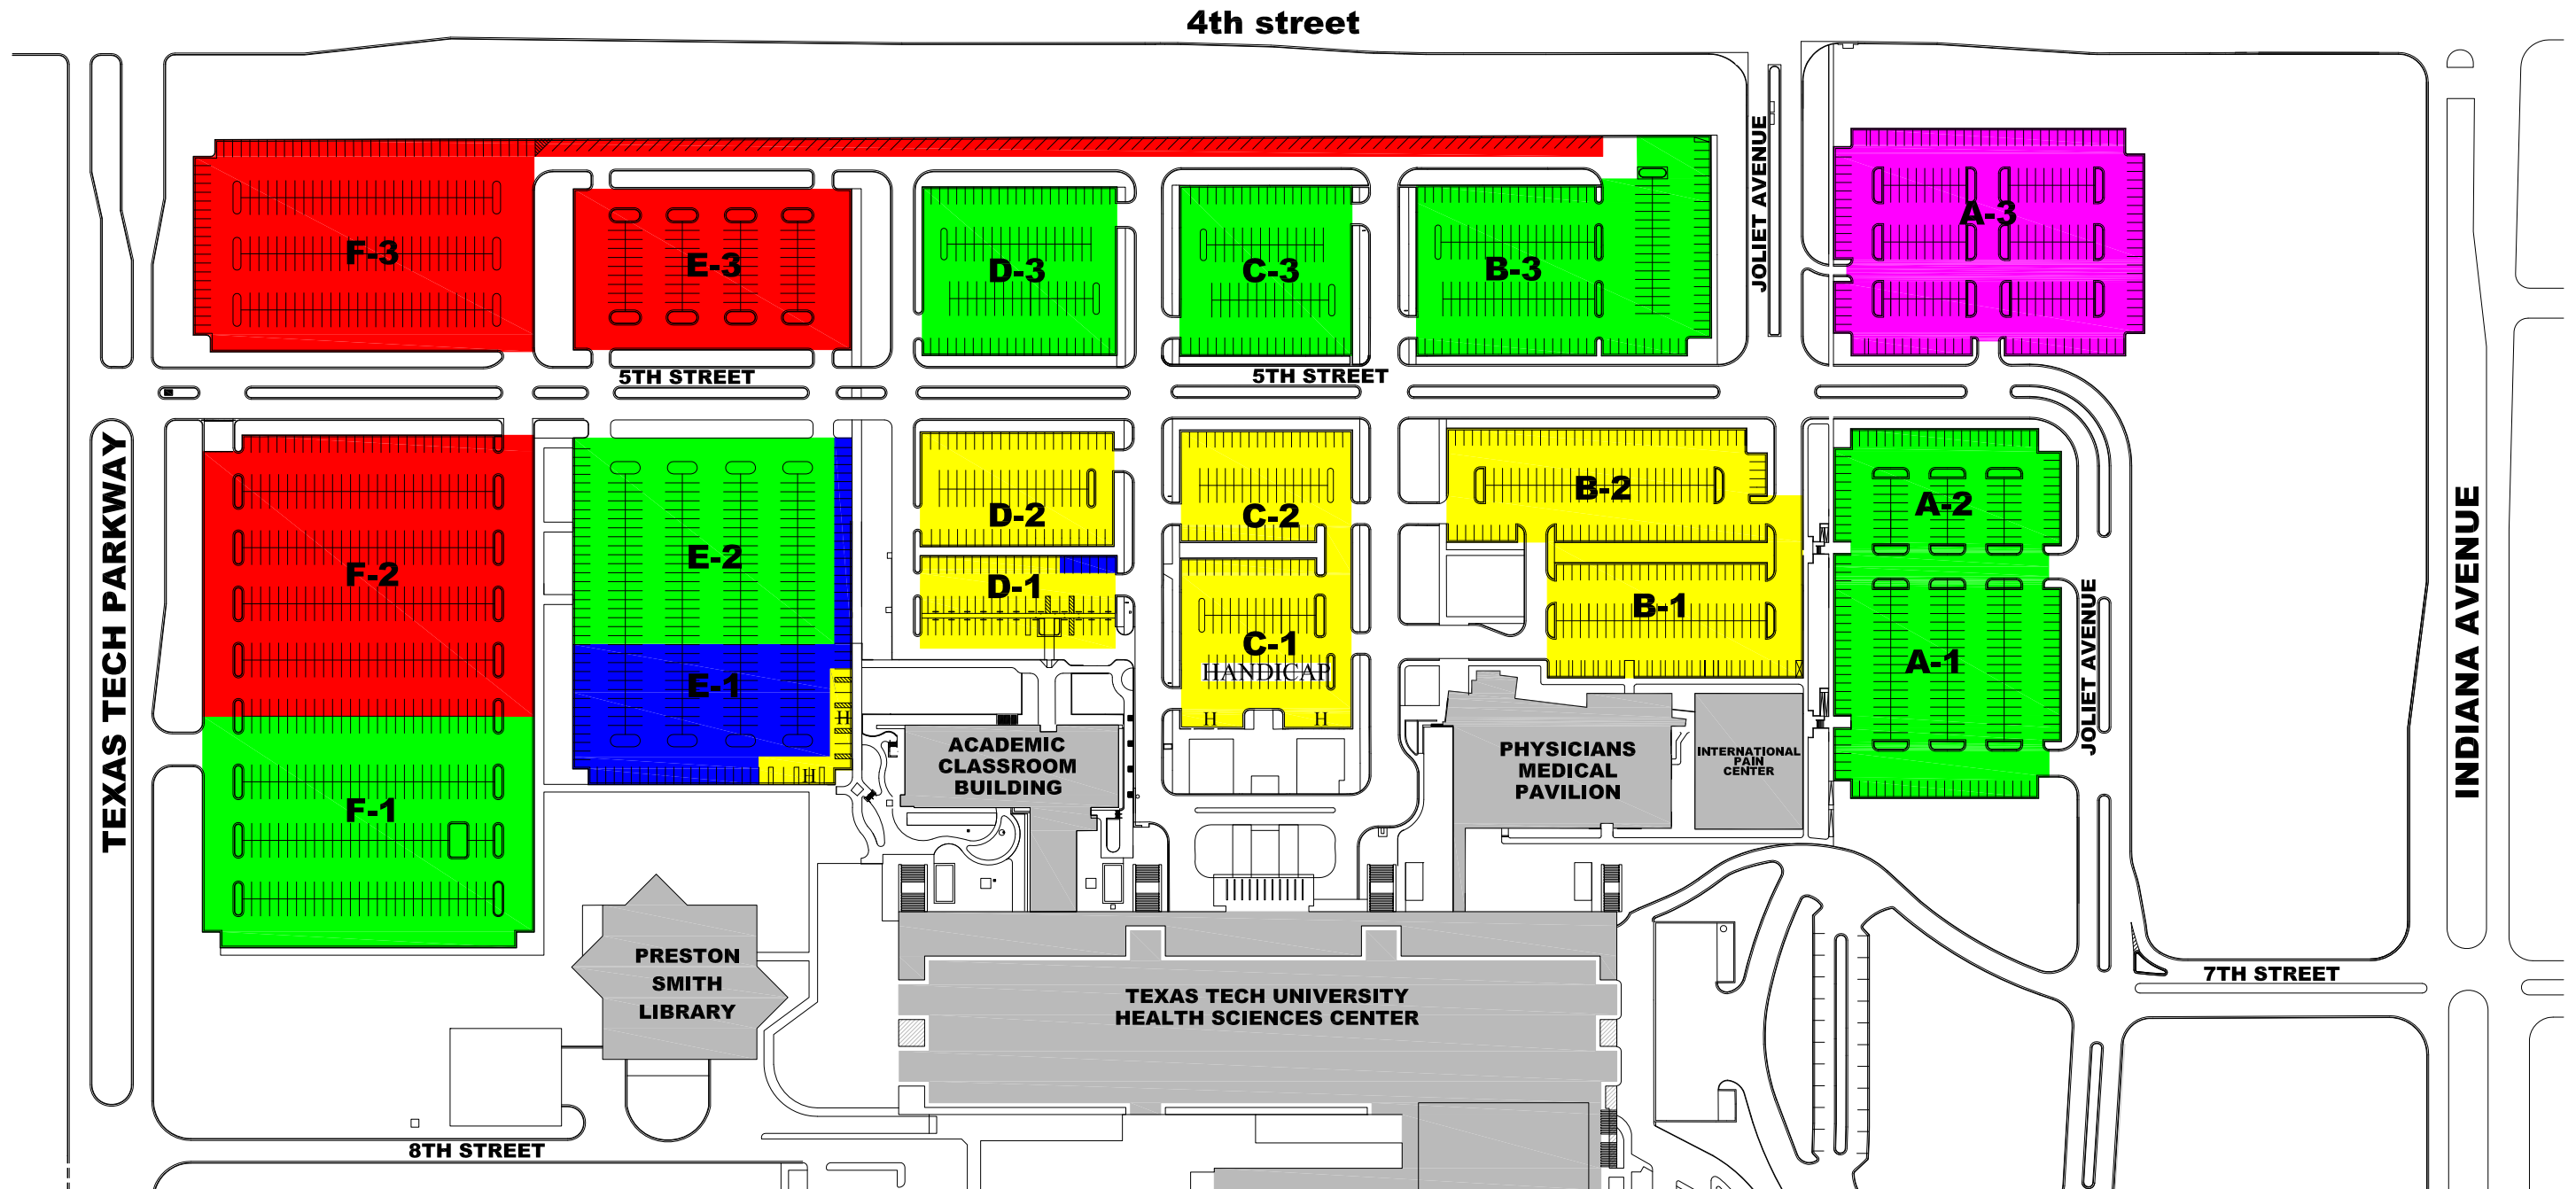 4th street
JOLIET AVENUE
F-3
E-3
D-3
C-3
B-3
A-3
5TH STREET
5TH STREET
TEXAS TECH PARKWAY
F-2
E-2
D-2
C-2
B-2
A-2
INDIANA AVENUE
D-1
B-1
C-1
HANDICAP
E-1
A-1
JOLIET AVENUE
H
H
H
H
F-1
ACADEMIC
CLASSROOM
BUILDING
PHYSICIANS
MEDICAL
PAVILION
INTERNATIONAL
PAIN
CENTER
PRESTON
SMITH
LIBRARY
TEXAS TECH UNIVERSITY
HEALTH SCIENCES CENTER
7TH STREET
8TH STREET